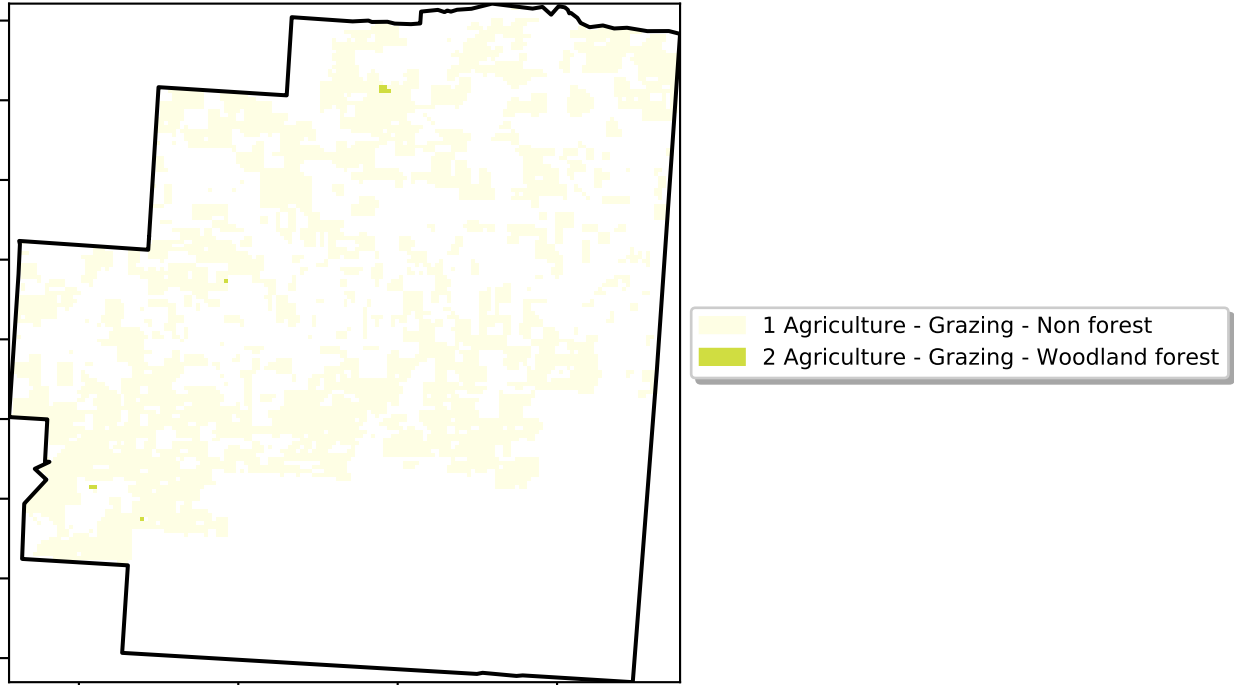 1 Agriculture - Grazing - Non forest
2 Agriculture - Grazing - Woodland forest